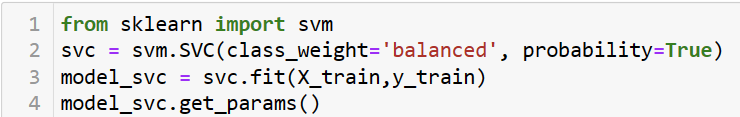 1 from sklearn import svm
2 svc = svm.SVC(class_weight='balanced', probability=True)
3 model_svc = svc.fit(X_train,y_train)
4 model_svc.get_params()